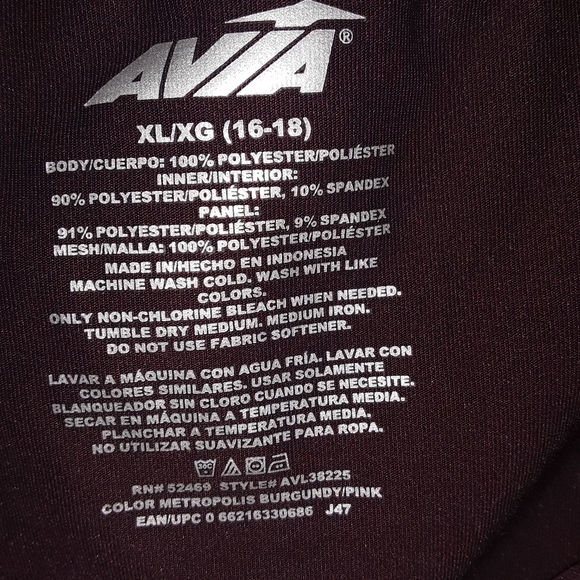 AVIA®
XL/XG (16-18)
BODY/CUERPO: 100% POLYESTER/POLIÉSTER
INNER/INTERIOR:
90% POLYESTER/POLIÉSTER, 10% SPANDEX
PANEL:
91% POLYESTER/POLIÉSTER, 9% SPANDEX
MESH/MALLA: 100% POLYESTER/POLIÉSTER
MADE IN/HECHO EN INDONESIA
MACHINE WASH COLD. WASH WITH LIKE
COLORS.
ONLY NON-CHLORINE BLEACH WHEN NEEDED.
TUMBLE DRY MEDIUM. MEDIUM IRON.
DO NOT USE FABRIC SOFTENER.
LAVAR A MÁQUINA CON AGUA FRÍA. LAVAR CON
COLORES SIMILARES. USAR SOLAMENTE
BLANQUEADOR SIN CLORO CUANDO SE NECESITE.
SECAR EN MÁQUINA A TEMPERATURA MEDIA.
PLANCHAR A TEMPERATURA MEDIA.
NO UTILIZAR SUAVIZANTE PARA ROPA.
30C
RN# 52469 STYLE# AVL38225
COLOR METROPOLIS BURGUNDY/PINK
EAN/UPC 0 66216330686 J47